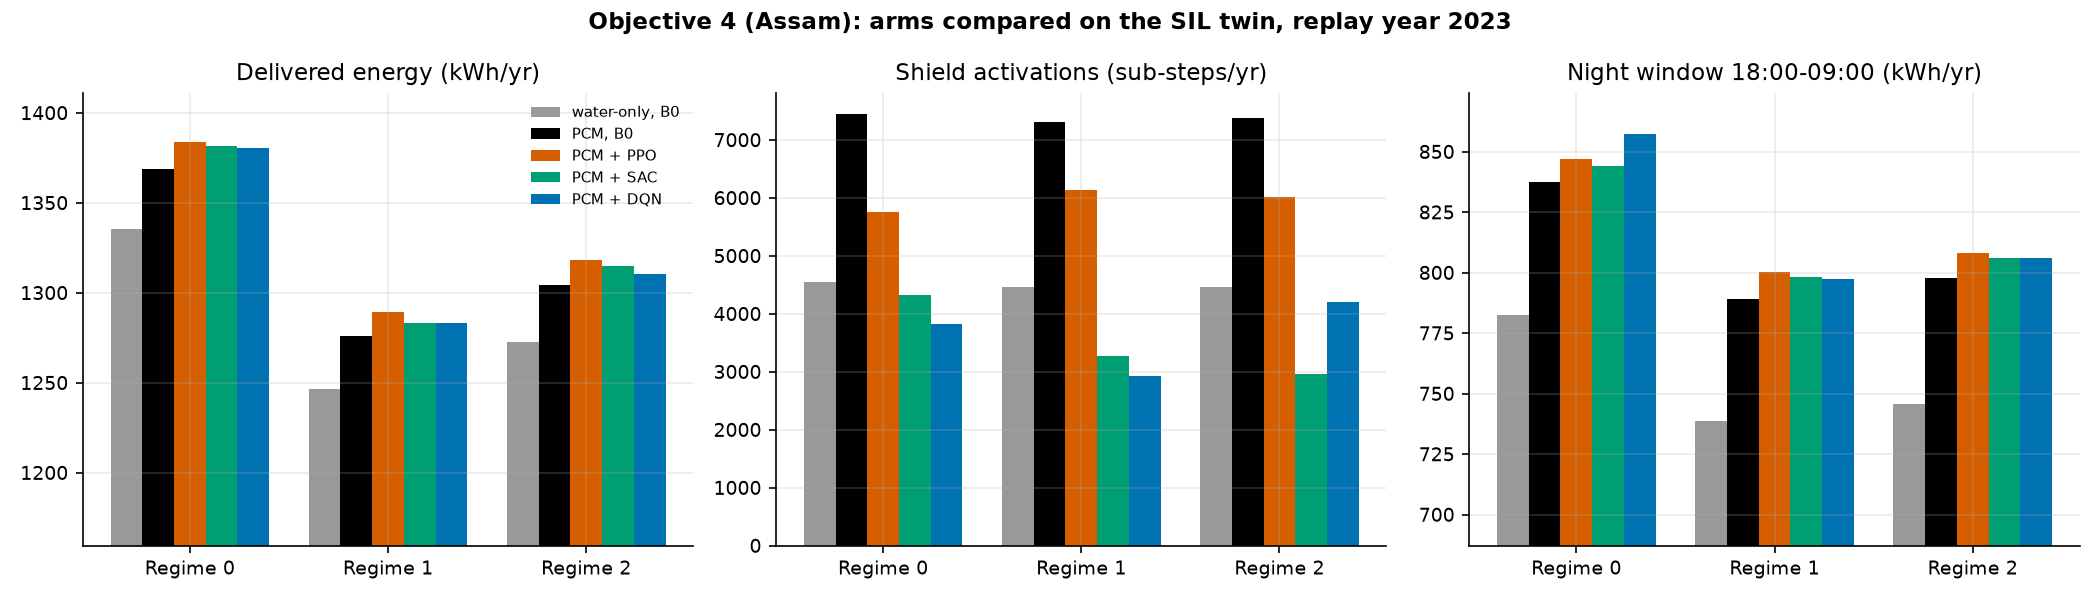 Objective 4 (Assam): arms compared on the SIL twin, replay year 2023
Delivered energy (kWh/yr)
1400
1350
1300
1250
1200
water-only, B0
PCM, B0
PCM + PPO
PCM + SAC
PCM + DQN
Regime 0
Regime 1
Regime 2
Shield activations (sub-steps/yr)
7000
6000
5000
4000
3000
2000
1000
0
Regime 0
Regime 1
Regime 2
Night window 18:00-09:00 (kWh/yr)
850
825
800
775
750
725
700
Regime 0
Regime 1
Regime 2